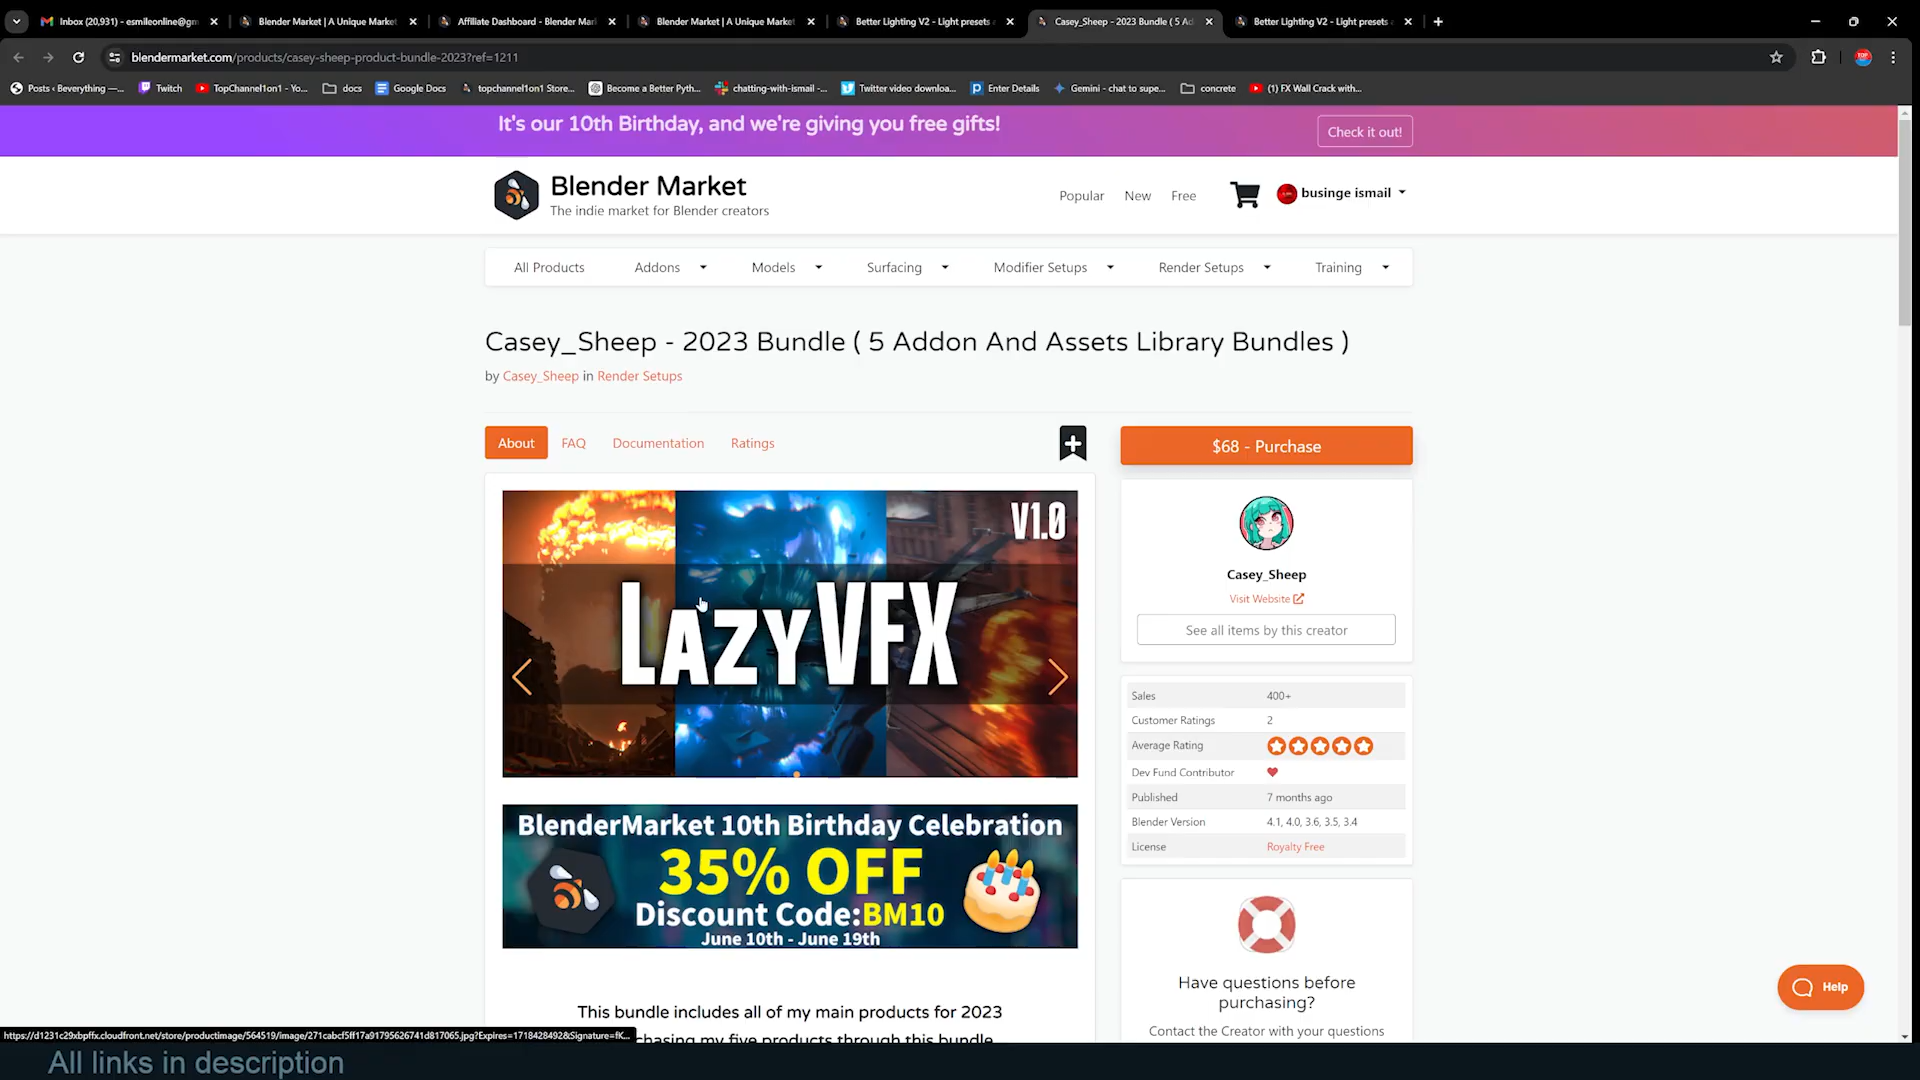 Inbox (20,931) - esmileonline@gm
Blender Market | A Unique Market
Affiliate Dashboard - Blender Mar
Blender Market | A Unique Market
Better Lighting V2 - Light presets
Casey_Sheep - 2023 Bundle ( 5 Ad
Better Lighting V2 - Light presets
blendermarket.com/products/casey-sheep-product-bundle-2023?ref=1211
Posts ‹ Beverything —...
Twitch
TopChannel1on1 - Yo...
docs
Google Docs
topchannel1on1 Store...
Become a Better Pyth...
chatting-with-ismail -...
Twitter video downloa...
Enter Details
Gemini - chat to supe...
concrete
(1) FX Wall Crack with...
It's our 10th Birthday, and we're giving you free gifts!
Check it out!
Blender Market
The indie market for Blender creators
Popular
New
Free
businge ismail
All Products
Addons
Models
Surfacing
Modifier Setups
Render Setups
Training
Casey_Sheep - 2023 Bundle ( 5 Addon And Assets Library Bundles )
by Casey_Sheep in Render Setups
About
FAQ
Documentation
Ratings
$68 - Purchase
V1.0
LazyVFX
Casey_Sheep
Visit Website
See all items by this creator
Sales 400+
Customer Ratings 2
Average Rating
Dev Fund Contributor
Published 7 months ago
Blender Version 4.1, 4.0, 3.6, 3.5, 3.4
License Royalty Free
BlenderMarket 10th Birthday Celebration
35% OFF
Discount Code:BM10
June 10th - June 19th
Have questions before
purchasing?
Contact the Creator with your questions
Help
This bundle includes all of my main products for 2023
chasing my five products through this bundle
All links in description